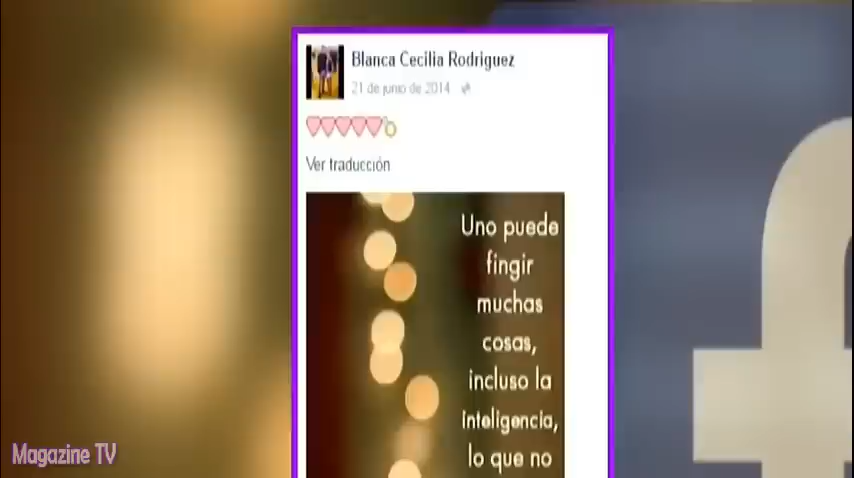 Blanca Cecilia Rodriguez
21 de junio de 2014
Ver traducción
Uno puede
fingir
muchas
cosas,
incluso la
inteligencia,
lo que no
f
Magazine TV